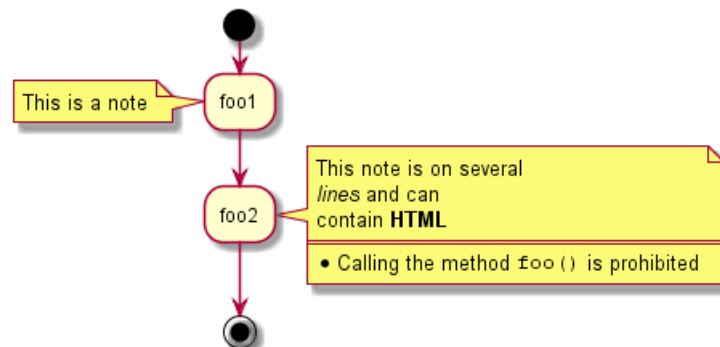 This is a note
foo1
This note is on several
lines and can
contain HTML
foo2
• Calling the method foo() is prohibited